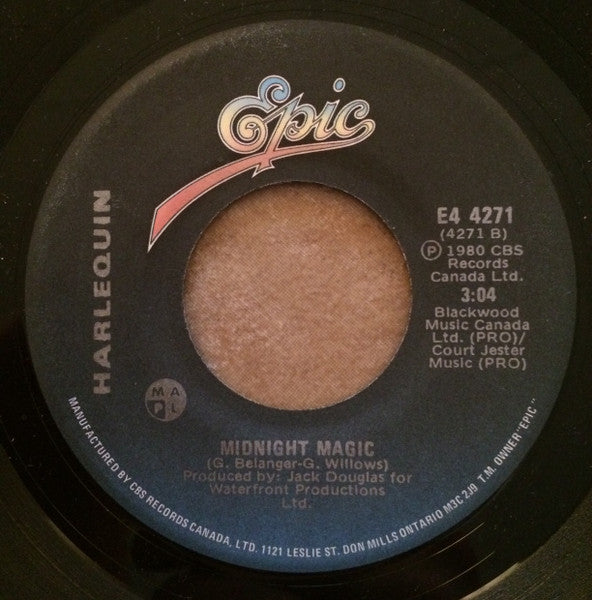 Epic
HARLEQUIN
E4 4271
(4271 B)
Ⓟ 1980 CBS
Records
Canada Ltd.
3:04
Blackwood
Music Canada
Ltd. (PRO)/
Court Jester
Music (PRO)
M A
P L
MIDNIGHT MAGIC
(G. Belanger-G. Willows)
Produced by: Jack Douglas for
Waterfront Productions
Ltd.
MANUFACTURED BY CBS RECORDS CANADA, LTD. 1121 LESLIE ST. DON MILLS ONTARIO M3C 2J9 T.M. OWNER "EPIC"